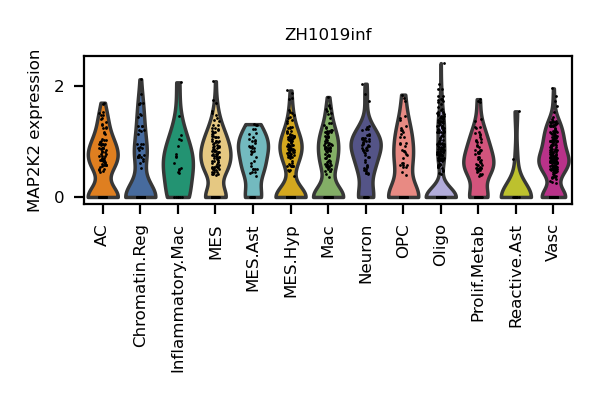 ZH1019inf
MAP2K2 expression
2
0
AC
Chromatin.Reg
Inflammatory.Mac
MES
MES.Ast
MES.Hyp
Mac
Neuron
OPC
Oligo
Prolif.Metab
Reactive.Ast
Vasc